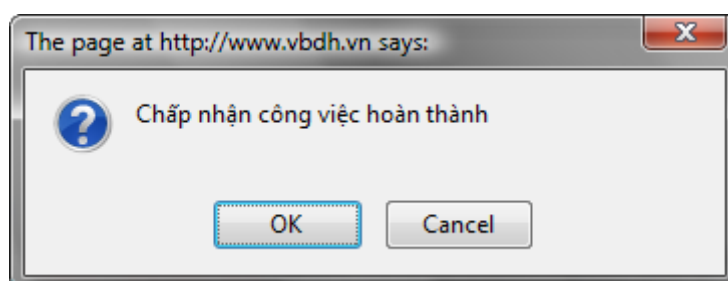 The page at http://www.vbdh.vn says:
Chấp nhận công việc hoàn thành
OK
Cancel